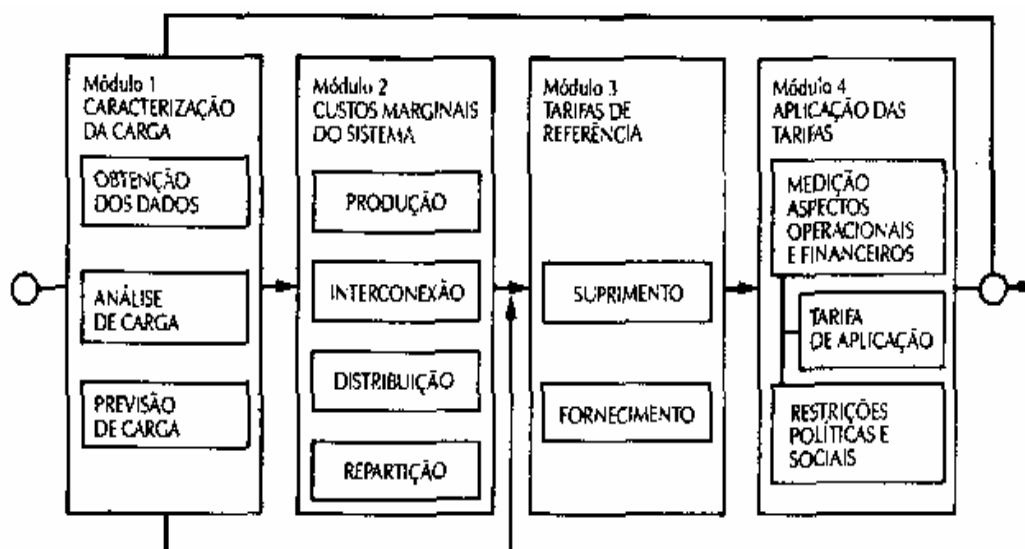 Módulo 1
CARACTERIZAÇÃO
DA CARGA
OBTENÇÃO
DOS DADOS
ANÁLISE
DE CARGA
PREVISÃO
DE CARGA
Módulo 2
CUSTOS MARGINAIS
DO SISTEMA
PRODUÇÃO
INTERCONEXÃO
DISTRIBUIÇÃO
REPARTIÇÃO
Módulo 3
TARIFAS DE
REFERÊNCIA
SUPRIMENTO
FORNECIMENTO
Módulo 4
APLICAÇÃO DAS
TARIFAS
MEDIÇÃO
ASPECTOS
OPERACIONAIS
E FINANCEIROS
TARIFA
DE APLICAÇÃO
RESTRIÇÕES
POLÍTICAS E
SOCIAIS